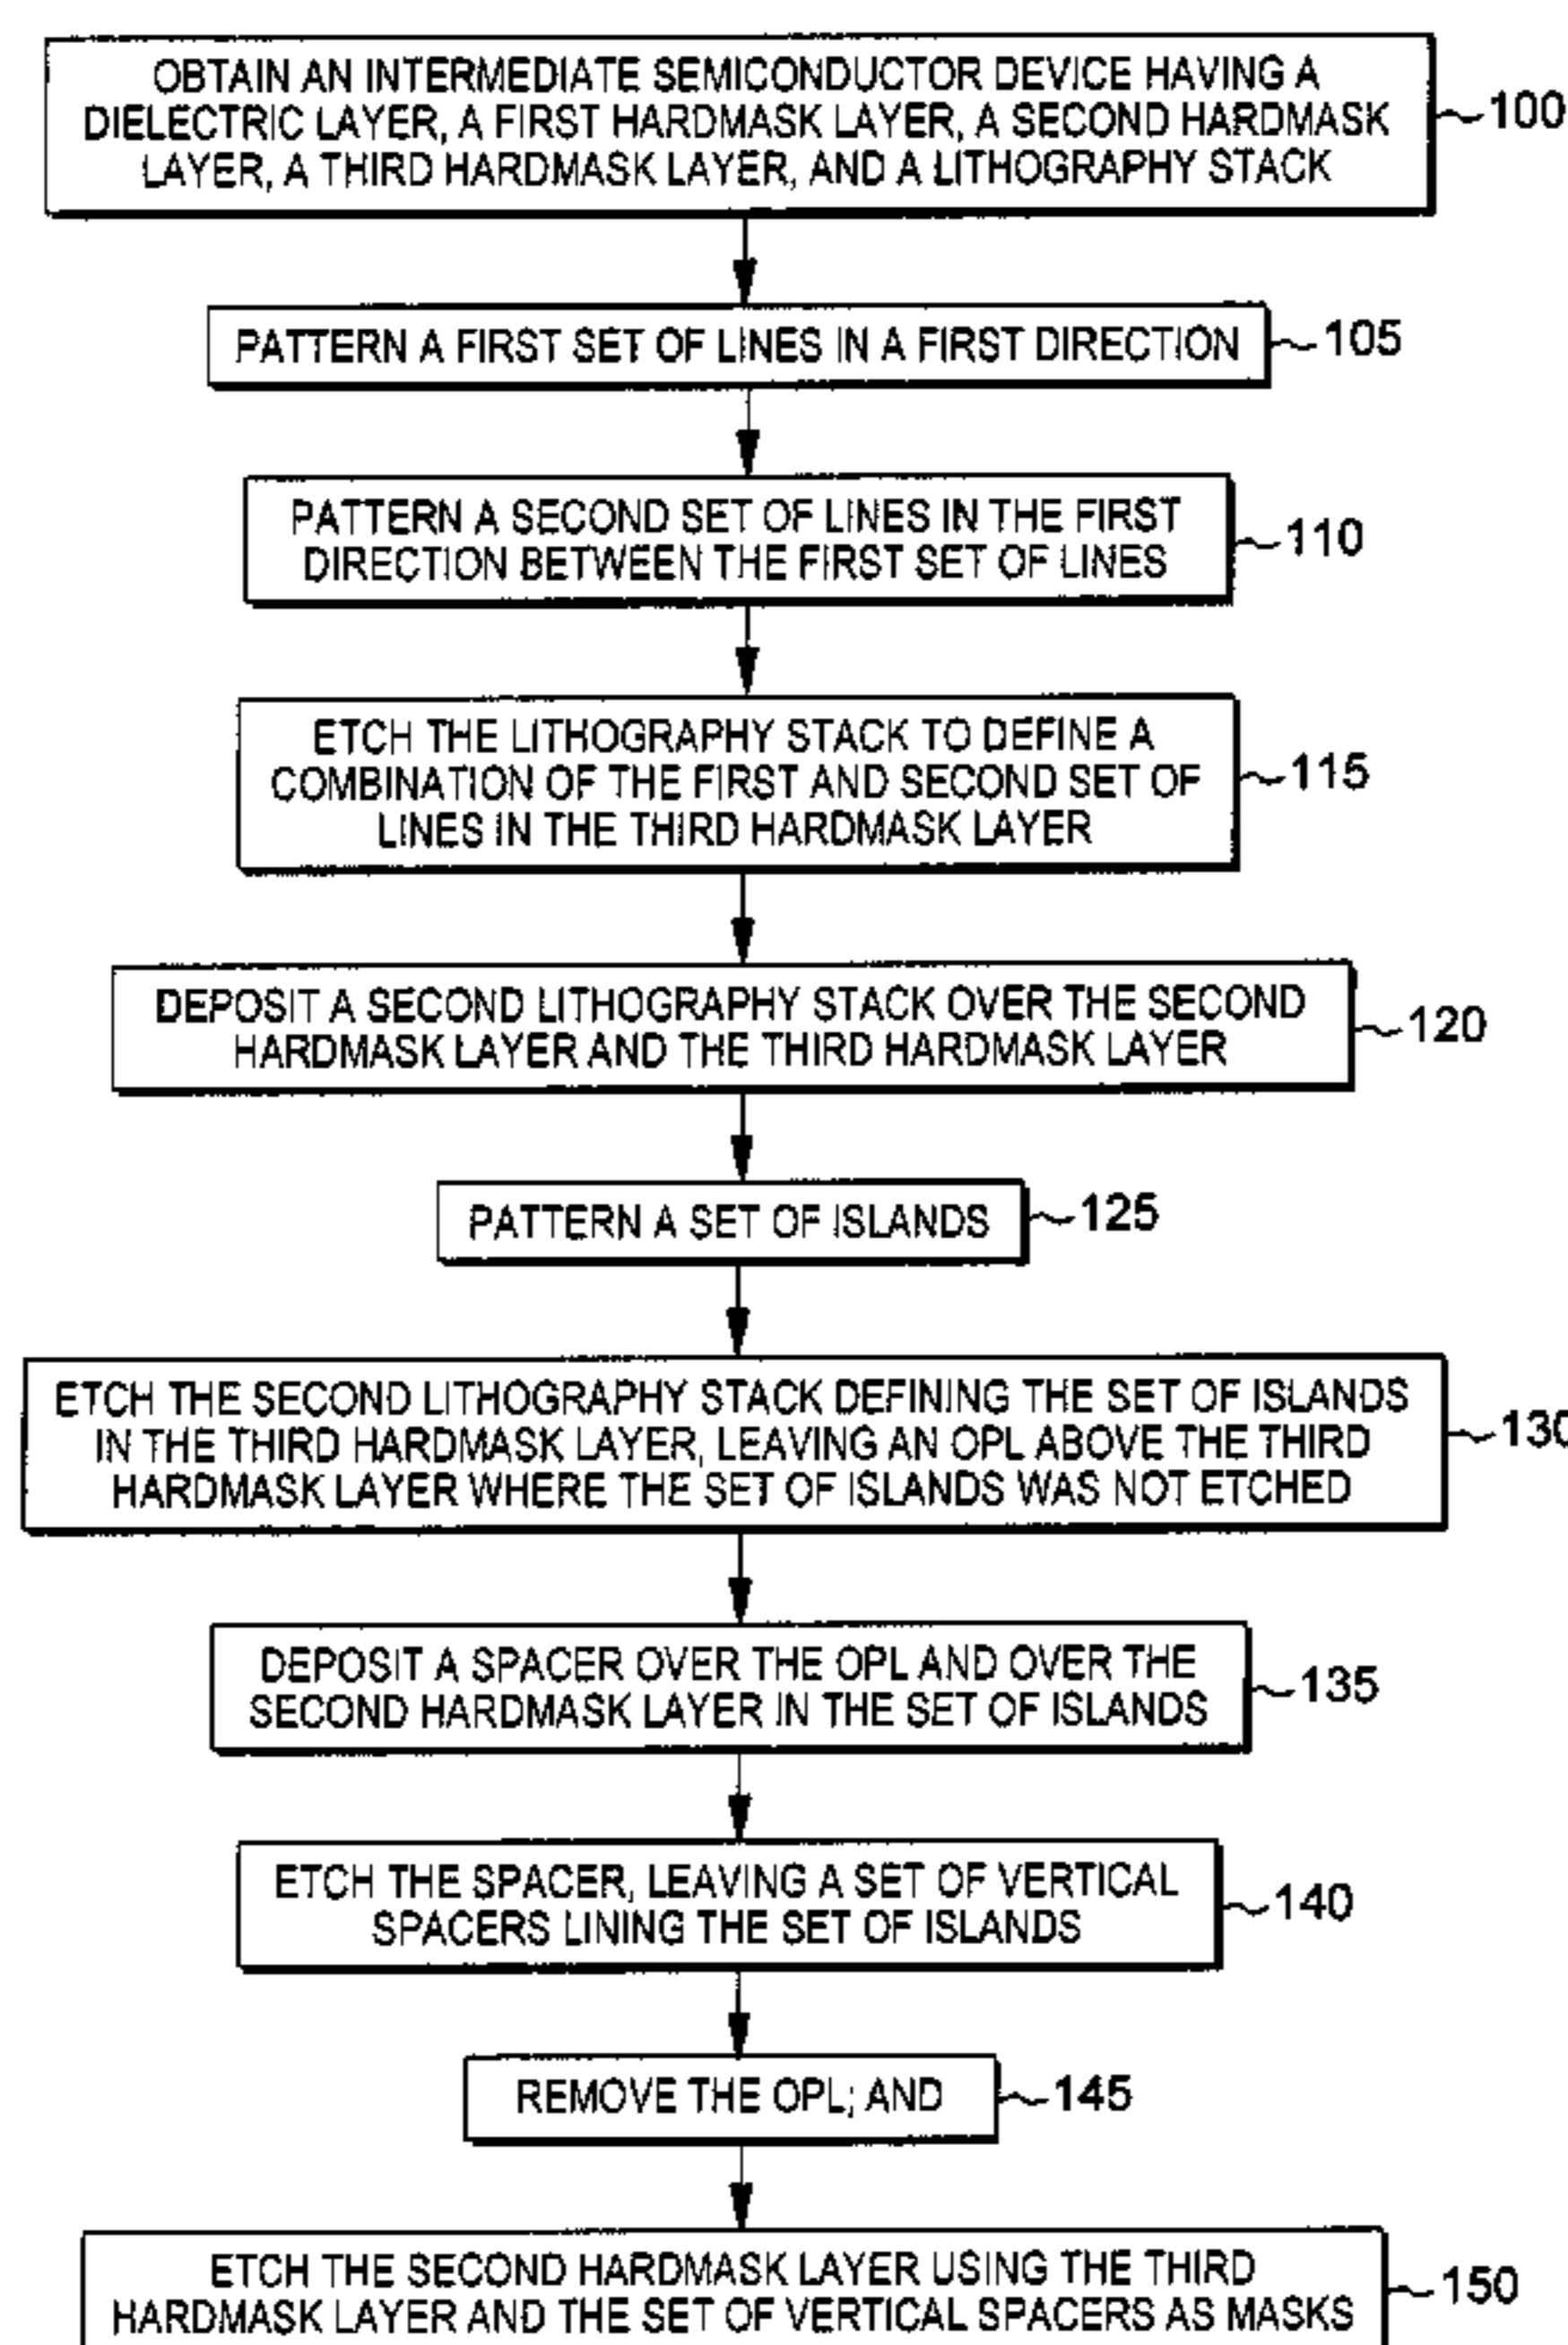 OBTAIN AN INTERMEDIATE SEMICONDUCTOR DEVICE HAVING A
DIELECTRIC LAYER, A FIRST HARDMASK LAYER, A SECOND HARDMASK
LAYER, A THIRD HARDMASK LAYER, AND A LITHOGRAPHY STACK
100
PATTERN A FIRST SET OF LINES IN A FIRST DIRECTION
105
PATTERN A SECOND SET OF LINES IN THE FIRST
DIRECTION BETWEEN THE FIRST SET OF LINES
110
ETCH THE LITHOGRAPHY STACK TO DEFINE A
COMBINATION OF THE FIRST AND SECOND SET OF
LINES IN THE THIRD HARDMASK LAYER
115
DEPOSIT A SECOND LITHOGRAPHY STACK OVER THE SECOND
HARDMASK LAYER AND THE THIRD HARDMASK LAYER
120
PATTERN A SET OF ISLANDS
125
ETCH THE SECOND LITHOGRAPHY STACK DEFINING THE SET OF ISLANDS
IN THE THIRD HARDMASK LAYER, LEAVING AN OPL ABOVE THE THIRD
HARDMASK LAYER WHERE THE SET OF ISLANDS WAS NOT ETCHED
130
DEPOSIT A SPACER OVER THE OPL AND OVER THE
SECOND HARDMASK LAYER IN THE SET OF ISLANDS
135
ETCH THE SPACER, LEAVING A SET OF VERTICAL
SPACERS LINING THE SET OF ISLANDS
140
REMOVE THE OPL; AND
145
ETCH THE SECOND HARDMASK LAYER USING THE THIRD
HARDMASK LAYER AND THE SET OF VERTICAL SPACERS AS MASKS
150